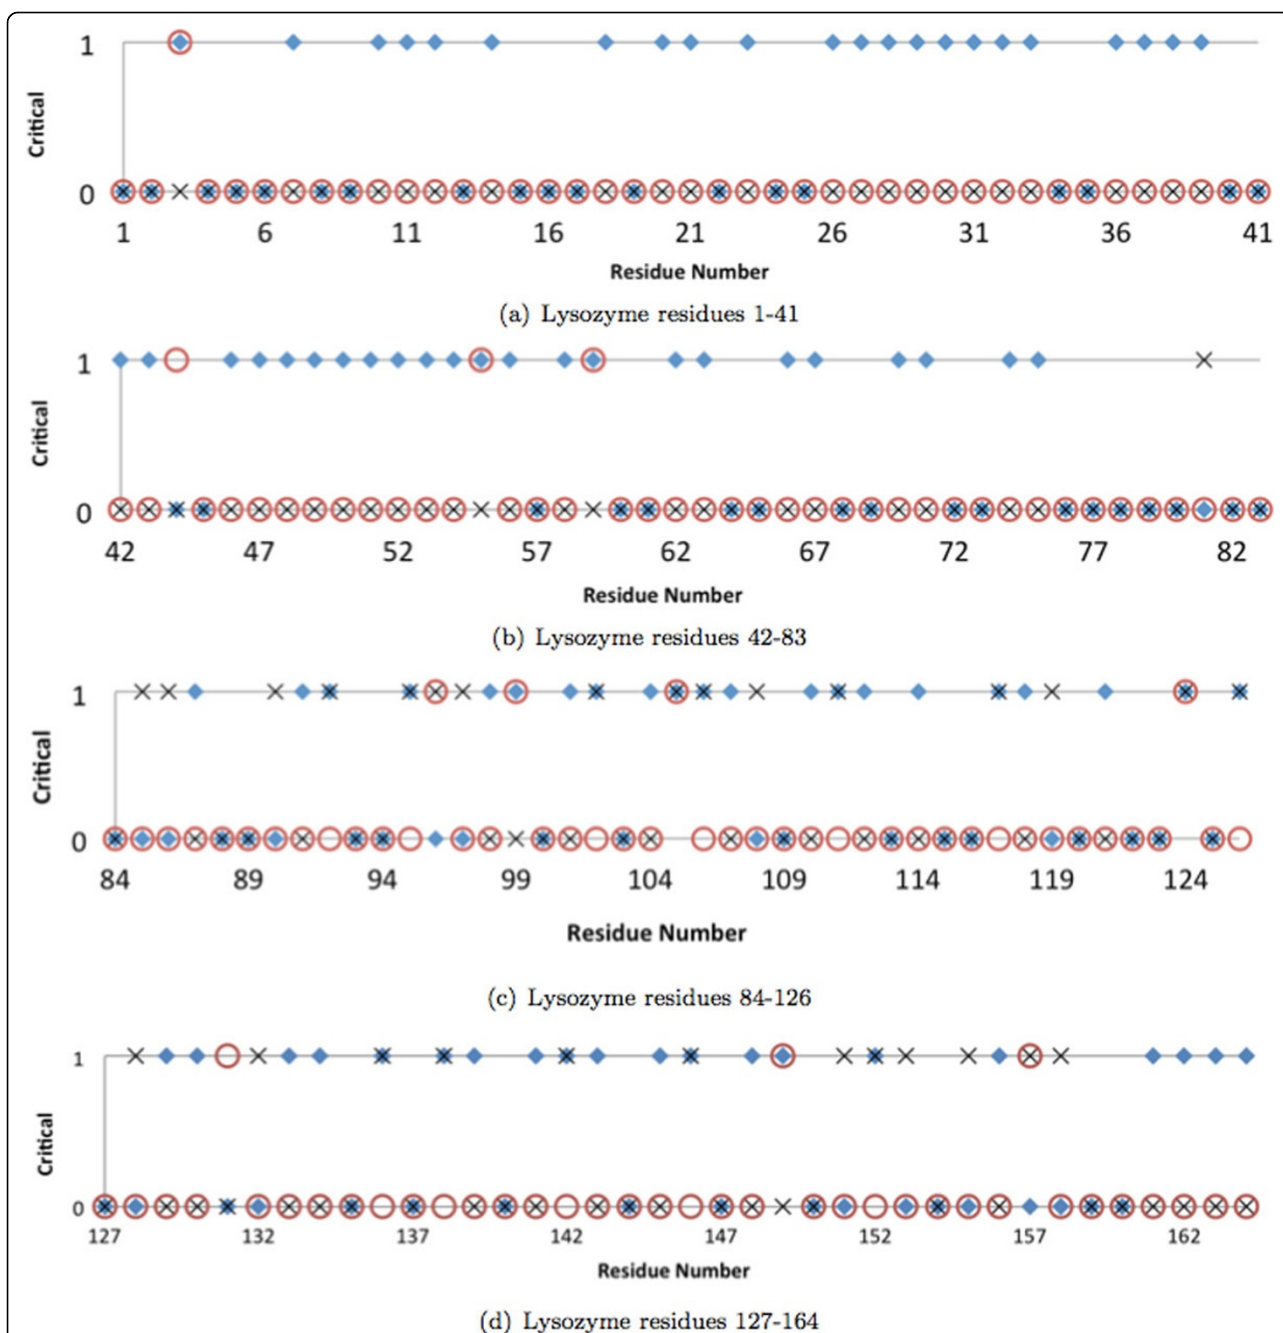 1
Critical
0
1 6 11 16 21 26 31 36 41
Residue Number
(a) Lysozyme residues 1-41
1
Critical
0
42 47 52 57 62 67 72 77 82
Residue Number
(b) Lysozyme residues 42-83
1
Critical
0
84 89 94 99 104 109 114 119 124
Residue Number
(c) Lysozyme residues 84-126
1
Critical
0
127 132 137 142 147 152 157 162
Residue Number
(d) Lysozyme residues 127-164